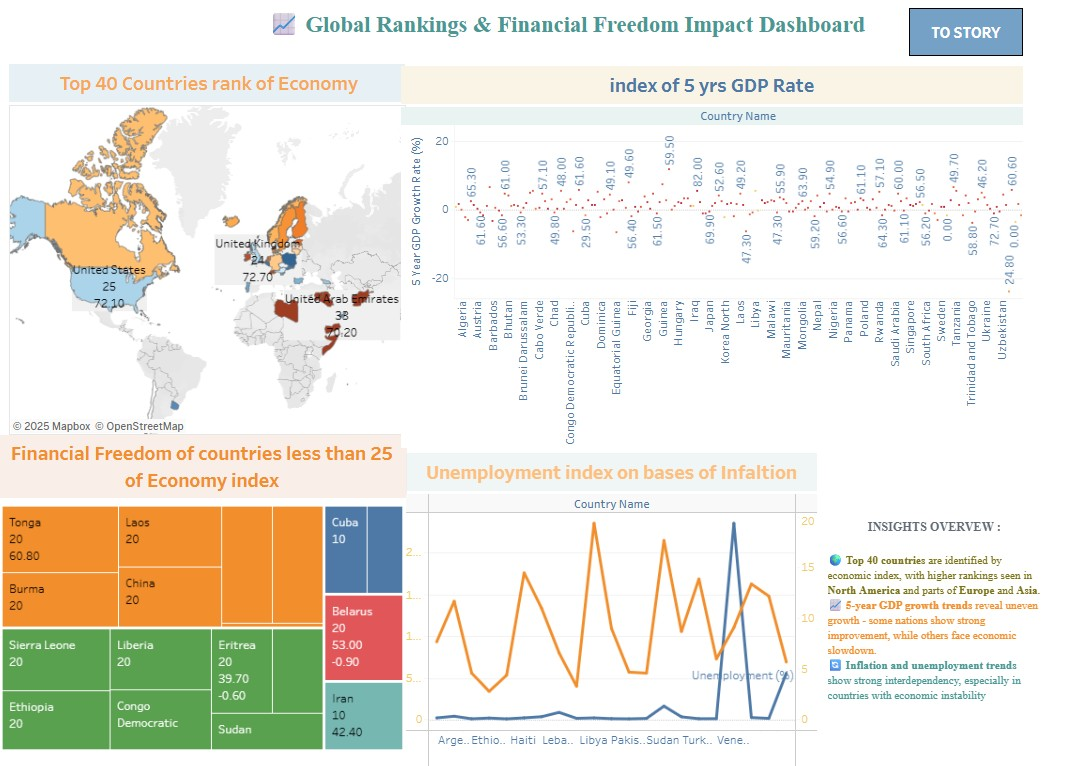 Global Rankings & Financial Freedom Impact Dashboard
TO STORY
Top 40 Countries rank of Economy
United States
25
72.10
United Kingdom
24
72.70
United Arab Emirates
38
70.20
© 2025 Mapbox © OpenStreetMap
index of 5 yrs GDP Rate
Country Name
5 Year GDP Growth Rate (%)
20
0
-20
65.30
61.60
56.60
61.00
53.30
57.10
49.80
48.00
61.60
29.50
49.10
56.40
49.60
61.50
59.50
82.00
69.90
52.60
47.30
49.20
47.30
55.90
63.90
59.20
54.90
56.60
61.10
64.30
57.10
60.00
61.10
56.50
56.20
0.00
49.70
58.80
46.20
72.70
0.00
60.60
-24.80
Algeria
Austria
Barbados
Bhutan
Brunei Darussalam
Cabo Verde
Chad
Congo Democratic Republi..
Cuba
Dominica
Equatorial Guinea
Fiji
Georgia
Guinea
Hungary
Iraq
Japan
Korea North
Laos
Libya
Malawi
Mauritania
Mongolia
Nepal
Nigeria
Panama
Poland
Rwanda
Saudi Arabia
Singapore
South Africa
Sweden
Tanzania
Trinidad and Tobago
Ukraine
Uzbekistan
Financial Freedom of countries less than 25
of Economy index
Tonga
20
60.80
Burma
20
Laos
20
China
20
Sierra Leone
20
Ethiopia
20
Liberia
20
Congo
Democratic
Eritrea
20
39.70
-0.60
Sudan
Cuba
10
Belarus
20
53.00
-0.90
Iran
10
42.40
Unemployment index on bases of Infaltion
Country Name
2...
1...
1...
5...
0
20
15
10
5
0
Unemployment (%)
Arge.. Ethio.. Haiti Leba.. Libya Pakis.. Sudan Turk.. Vene..
INSIGHTS OVERVEW :
Top 40 countries are identified by
economic index, with higher rankings seen in
North America and parts of Europe and Asia.
5-year GDP growth trends reveal uneven
growth - some nations show strong
improvement, while others face economic
slowdown.
Inflation and unemployment trends
show strong interdependency, especially in
countries with economic instability